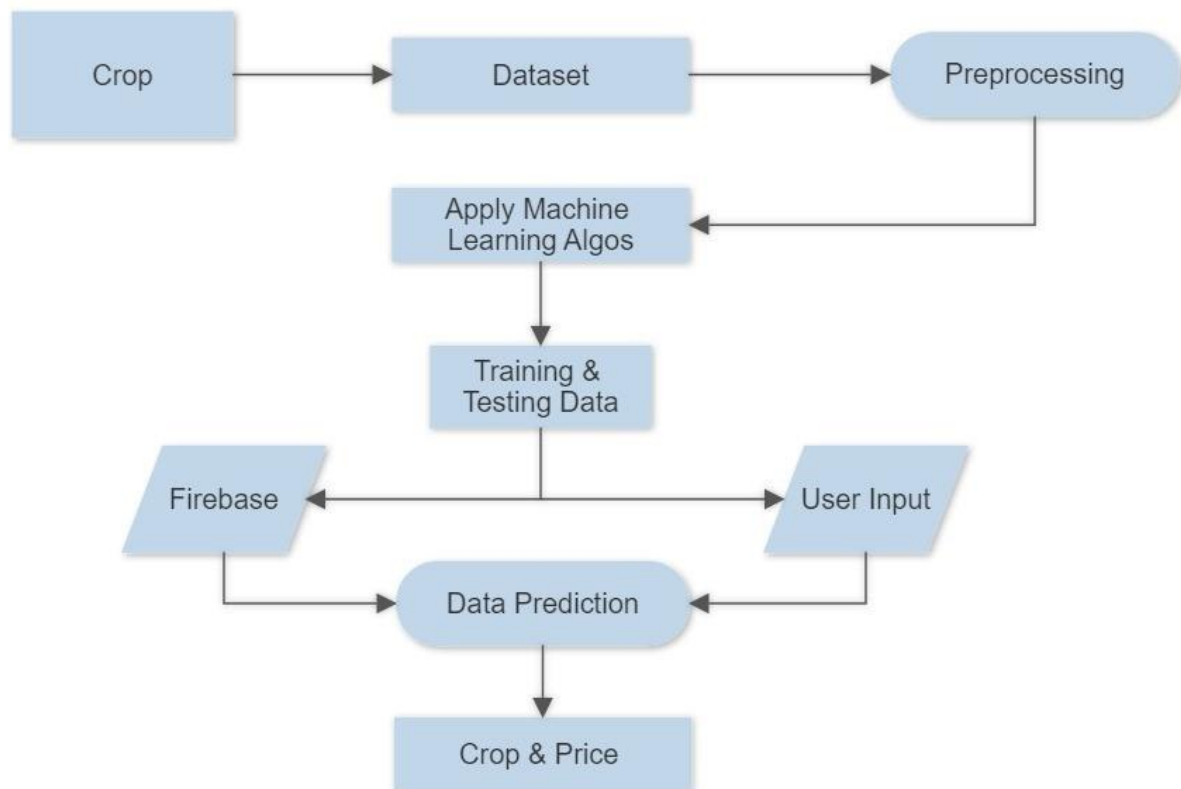 Crop
Dataset
Preprocessing
Apply Machine
Learning Algos
Training &
Testing Data
Firebase
User Input
Data Prediction
Crop & Price